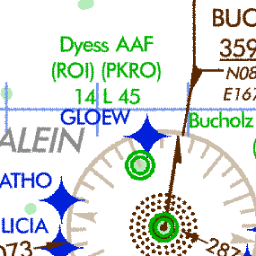 BUC
Dyess AAF
359
(ROI) (PKRO)
N08
14 L 45
E167
GLOEW
Bucholz
ALEIN
ATHO
LICIA
073
287